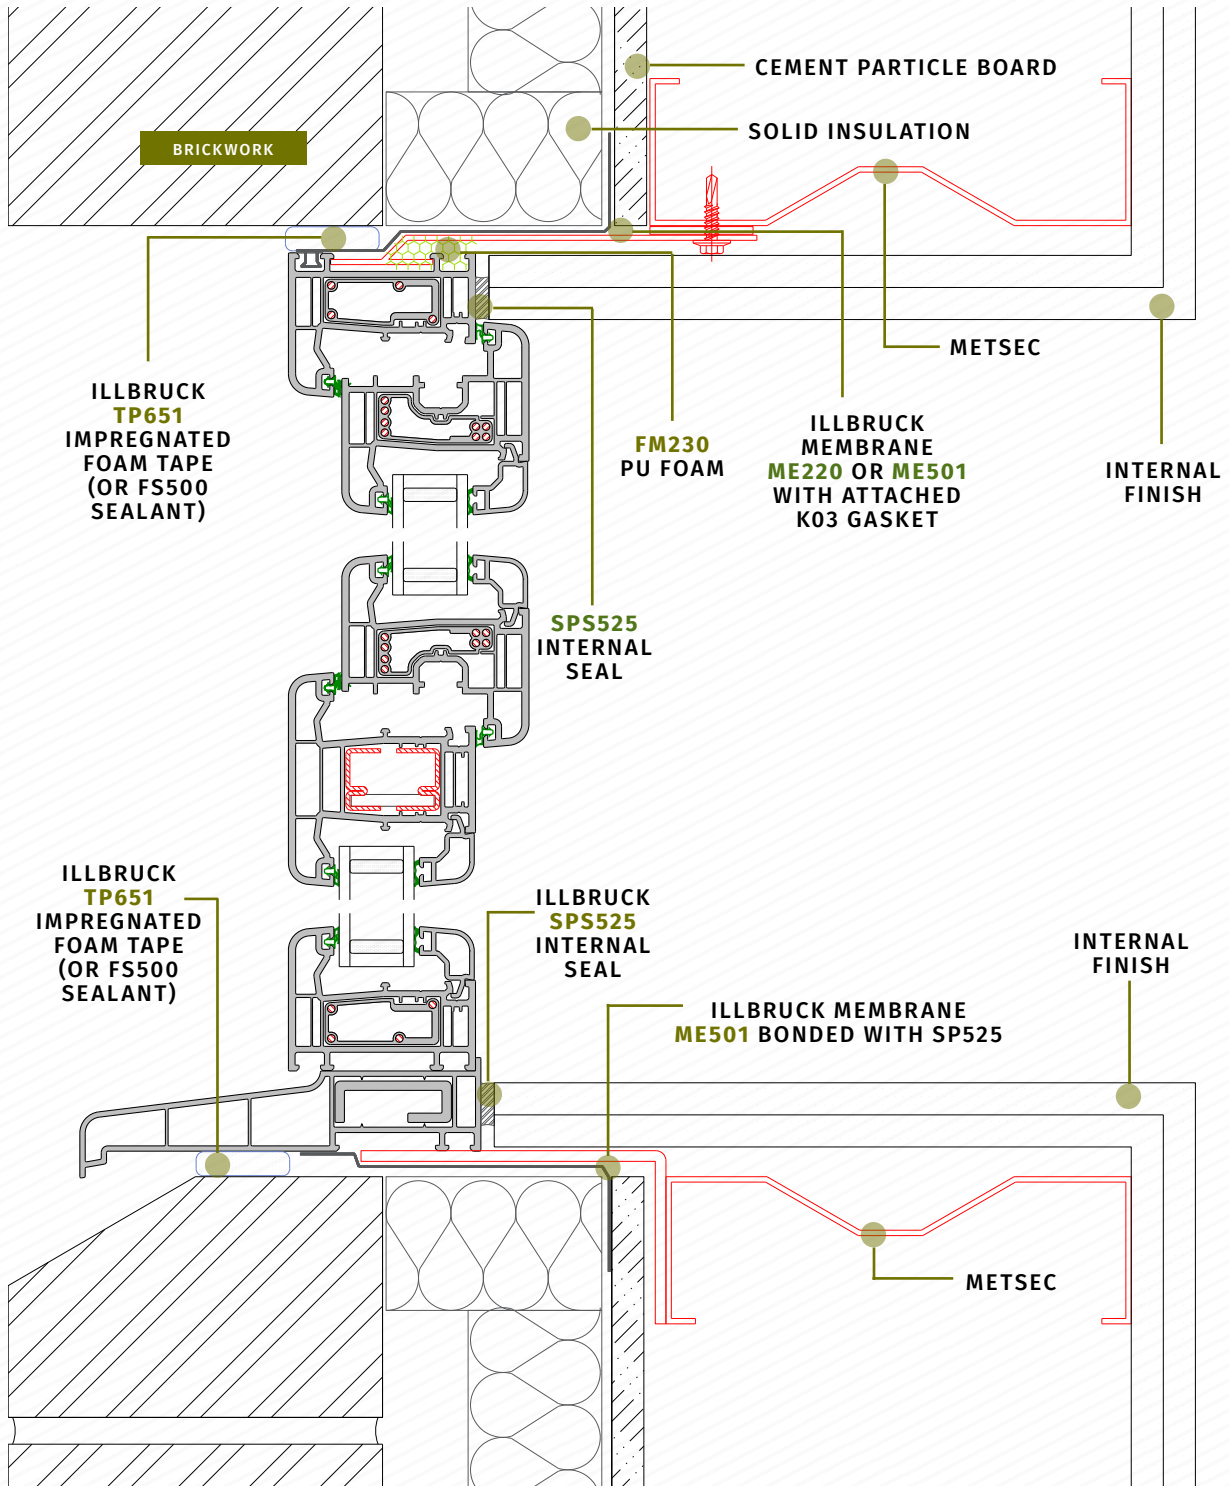 CEMENT PARTICLE BOARD
SOLID INSULATION
BRICKWORK
METSEC
ILLBRUCK
TP651
IMPREGNATED
FOAM TAPE
(OR FS500
SEALANT)
FM230
PU FOAM
ILLBRUCK
MEMBRANE
ME220 OR ME501
WITH ATTACHED
K03 GASKET
INTERNAL
FINISH
SPS525
INTERNAL
SEAL
ILLBRUCK
TP651
IMPREGNATED
FOAM TAPE
(OR FS500
SEALANT)
ILLBRUCK
SPS525
INTERNAL
SEAL
INTERNAL
FINISH
ILLBRUCK MEMBRANE
ME501 BONDED WITH SP525
METSEC